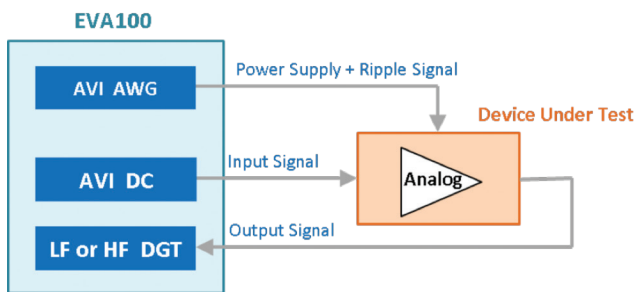 EVA100
AVI AWG
Power Supply + Ripple Signal
Device Under Test
AVI DC
Input Signal
Analog
LF or HF DGT
Output Signal